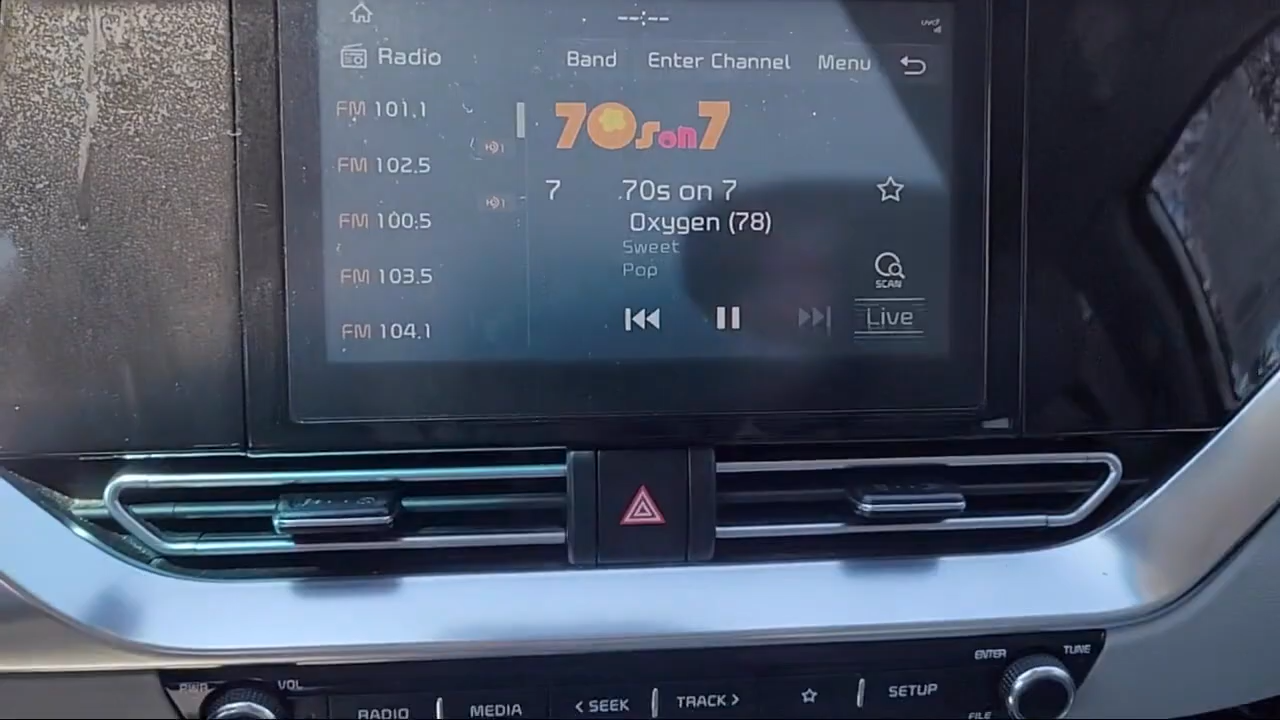 Radio
Band
Enter Channel
Menu
FM 101.1
FM 102.5
FM 100.5
FM 103.5
FM 104.1
70s on 7
7
70s on 7
Oxygen (78)
Sweet
Pop
SCAN
Live
PWR
VOL
RADIO
MEDIA
< SEEK
TRACK >
SETUP
ENTER
TUNE
FILE